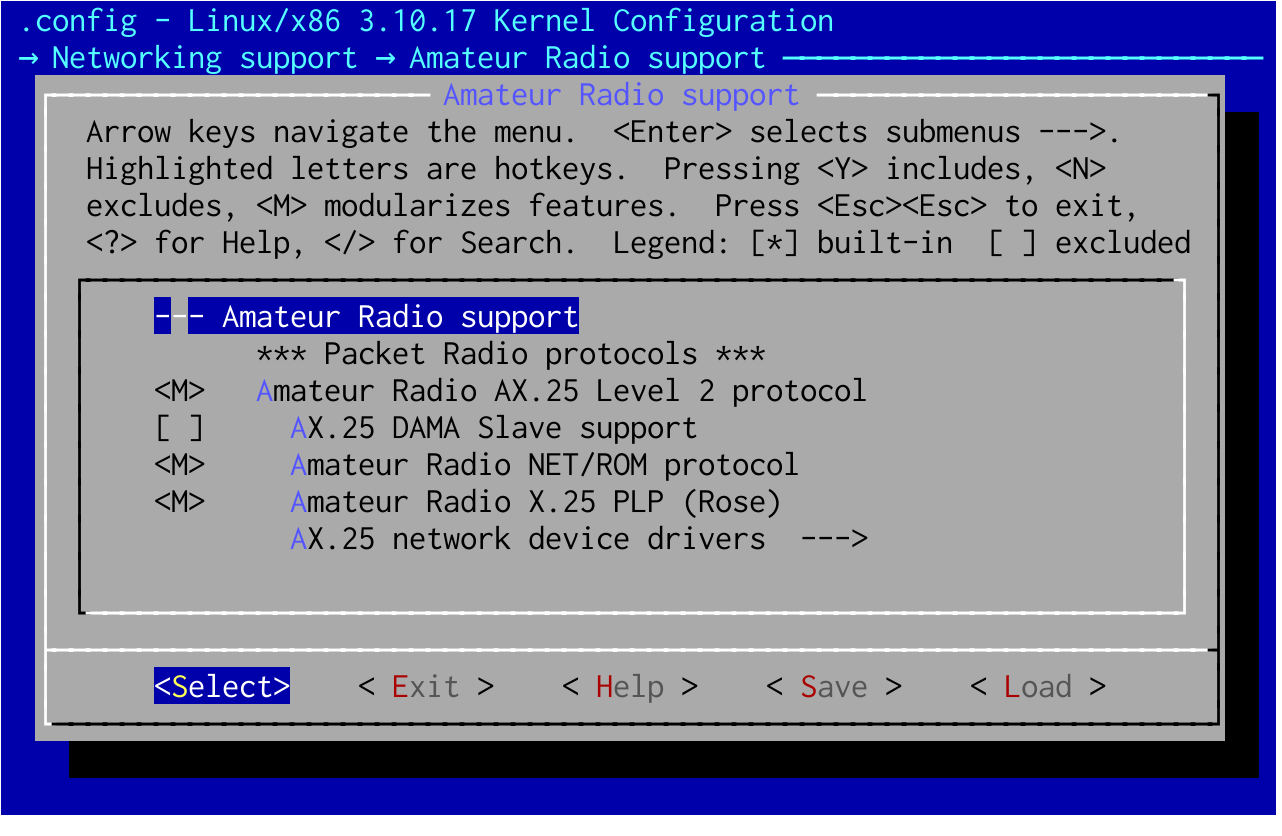 .config - Linux/x86 3.10.17 Kernel Configuration
→ Networking support → Amateur Radio support
Amateur Radio support
Arrow keys navigate the menu.  <Enter> selects submenus --->.
Highlighted letters are hotkeys.  Pressing <Y> includes, <N>
excludes, <M> modularizes features.  Press <Esc><Esc> to exit,
<?> for Help, </> for Search.  Legend: [*] built-in  [ ] excluded
--- Amateur Radio support
*** Packet Radio protocols ***
<M>   Amateur Radio AX.25 Level 2 protocol
[ ]     AX.25 DAMA Slave support
<M>     Amateur Radio NET/ROM protocol
<M>     Amateur Radio X.25 PLP (Rose)
AX.25 network device drivers  --->
<Select>    < Exit >    < Help >    < Save >    < Load >